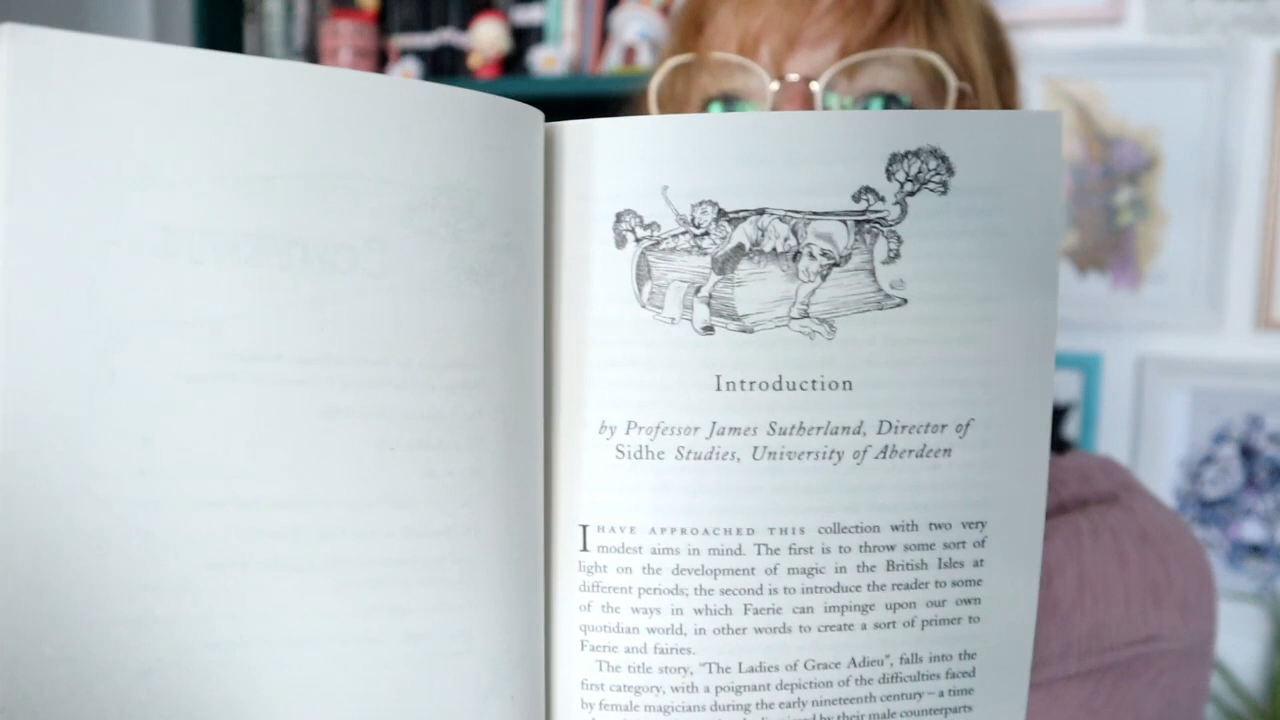 Introduction
by Professor James Sutherland, Director of
Sidhe Studies, University of Aberdeen
I HAVE APPROACHED THIS collection with two very
modest aims in mind. The first is to throw some sort of
light on the development of magic in the British Isles at
different periods; the second is to introduce the reader to some
of the ways in which Faerie can impinge upon our own
quotidian world, in other words to create a sort of primer to
Faerie and fairies.
The title story, "The Ladies of Grace Adieu", falls into the
first category, with a poignant depiction of the difficulties faced
by female magicians during the early nineteenth century – a time
by their male counterparts